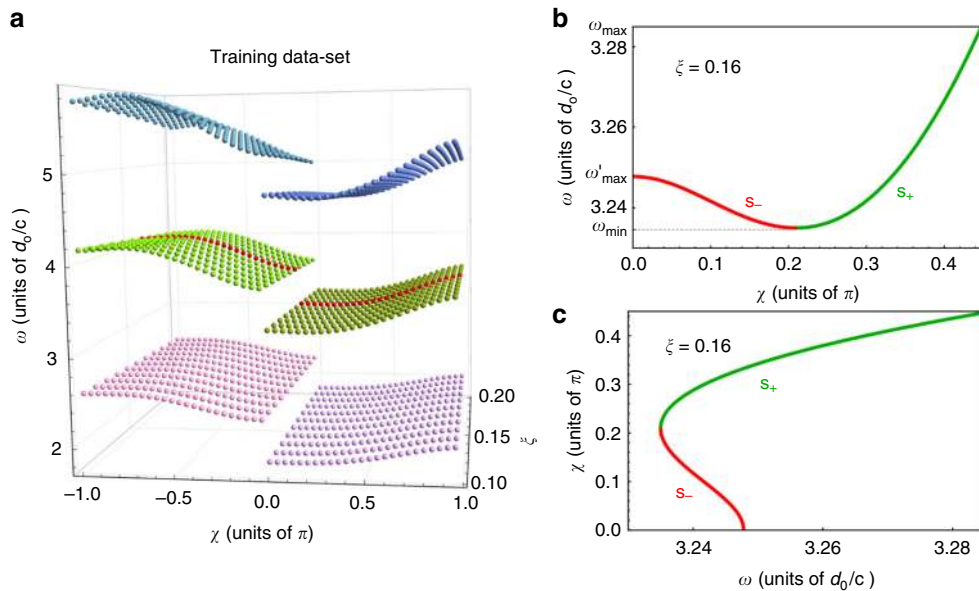 a
Training data-set
ω (units of d₀/c)
5
4
3
2
0.20
0.15
0.10
ξ
–1.0
–0.5
0.0
0.5
1.0
χ (units of π)
b
ω (units of d₀/c)
ω_max
3.28
3.26
ω'_max
3.24
ω_min
ξ = 0.16
S₋
S₊
0.0
0.1
0.2
0.3
0.4
χ (units of π)
c
χ (units of π)
0.4
0.3
0.2
0.1
0.0
ξ = 0.16
S₊
S₋
3.24
3.26
3.28
ω (units of d₀/c)